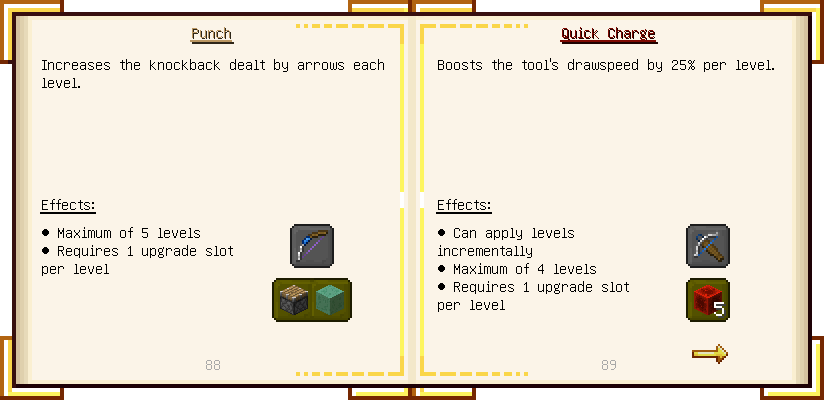 Punch
Increases the knockback dealt by arrows each
level.
Effects:
● Maximum of 5 levels
● Requires 1 upgrade slot
per level
88
Quick Charge
Boosts the tool's drawspeed by 25% per level.
Effects:
● Can apply levels
incrementally
● Maximum of 4 levels
● Requires 1 upgrade slot
per level
5
89